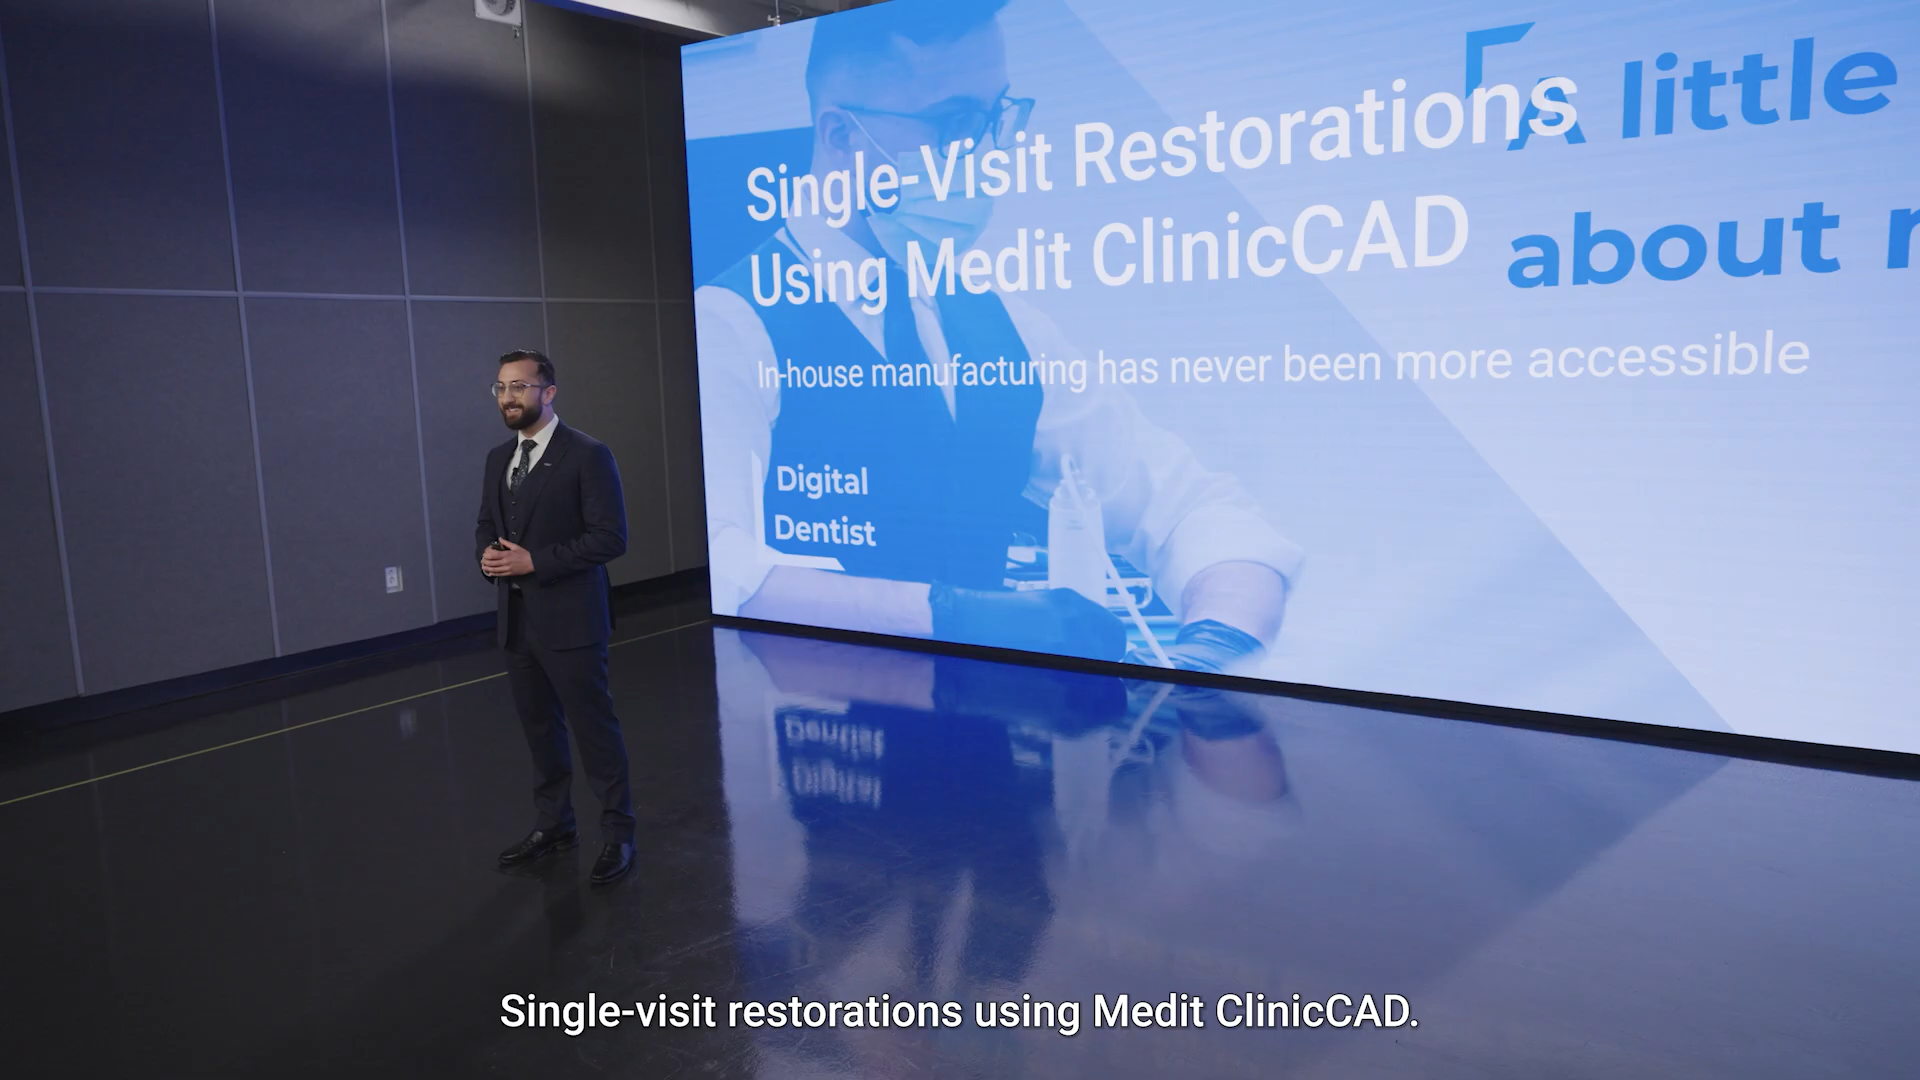 Single-Visit Restorations
Using Medit ClinicCAD
In-house manufacturing has never been more accessible
A little
about
Digital
Dentist
Single-visit restorations using Medit ClinicCAD.